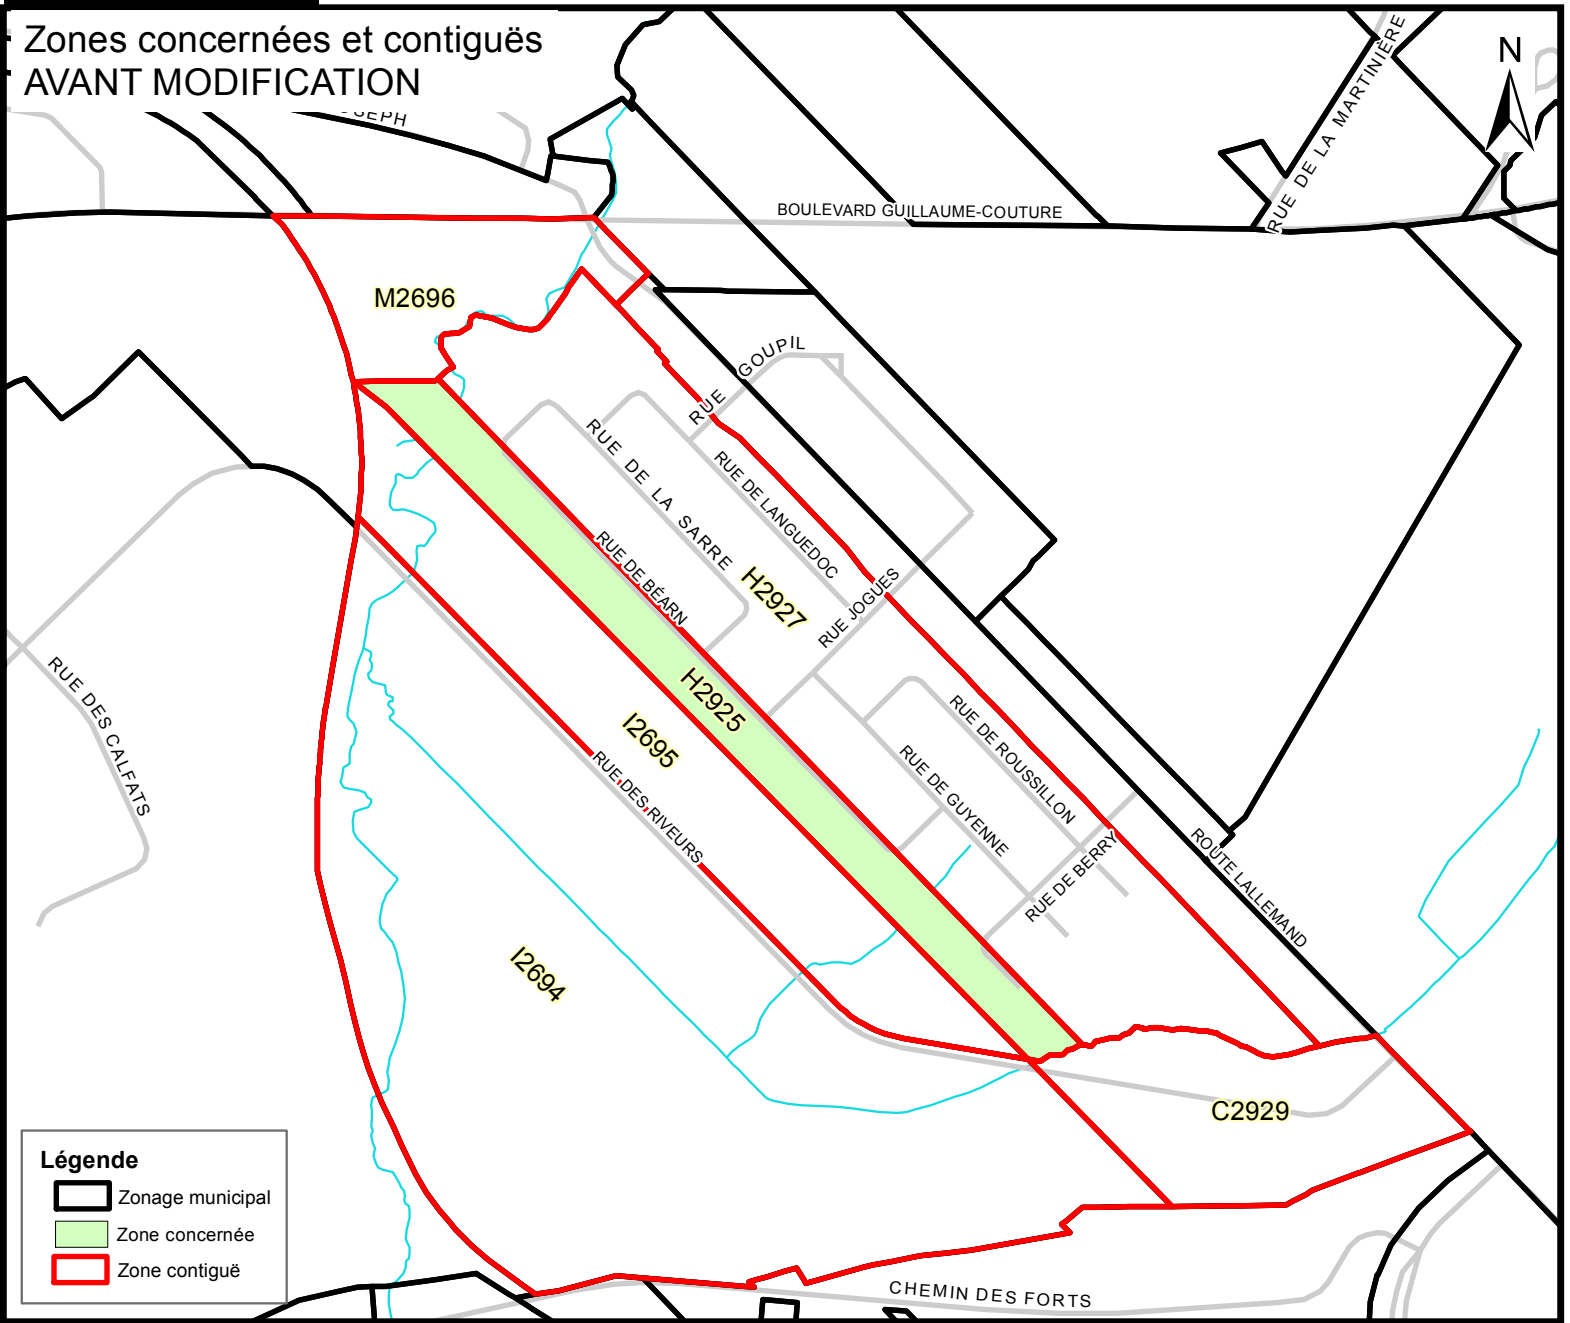 Zones concernées et contiguës
AVANT MODIFICATION
N
RUE DE LA MARTINIÈRE
BOULEVARD GUILLAUME-COUTURE
M2696
RUE GOUPIL
RUE DE LA SARRE
RUE DE LANGUEDOC
RUE DE BÉARN
H2927
RUE JOGUES
H2925
I2695
RUE DES CALFATS
RUE DE ROUSSILLON
RUE DE GUYENNE
RUE DES RIVEURS
RUE DE BERRY
ROUTE LALLEMAND
I2694
C2929
CHEMIN DES FORTS
Légende
Zonage municipal
Zone concernée
Zone contiguë